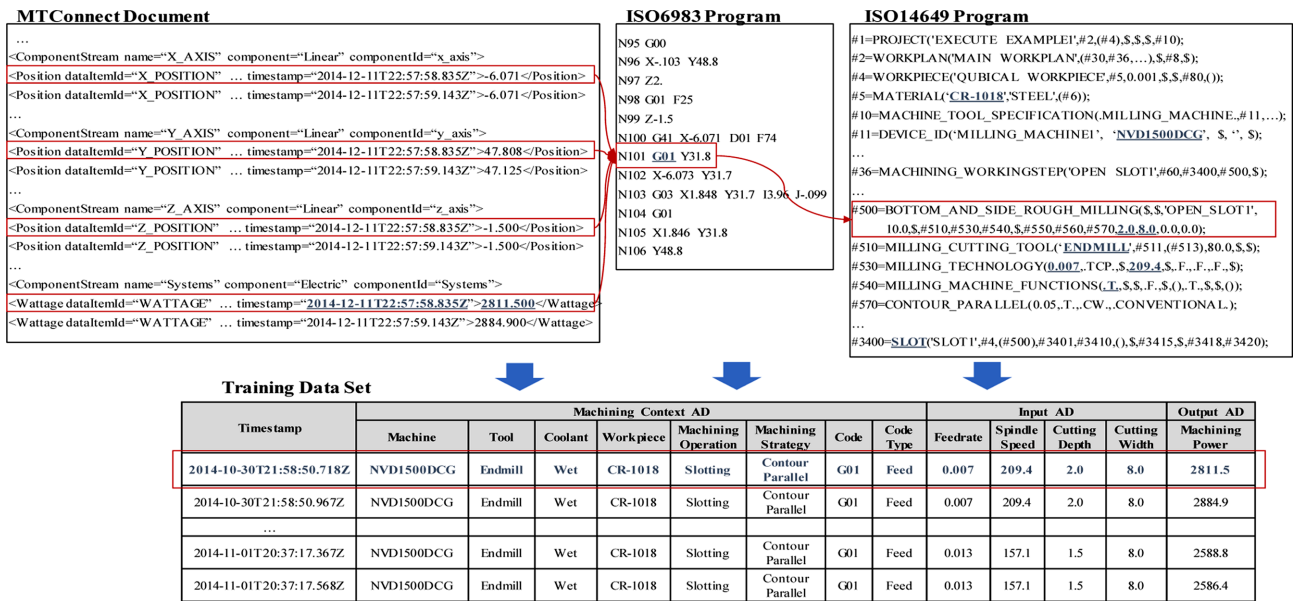 MTConnect Document
…
<ComponentStream name=“X_AXIS” component=“Linear” componentId=“x_axis”>
<Position dataItemId=“X_POSITION” … timestamp=“2014-12-11T22:57:58.835Z”>-6.071</Position>
<Position dataItemId=“X_POSITION” … timestamp=“2014-12-11T22:57:59.143Z”>-6.071</Position>
…
<ComponentStream name=“Y_AXIS” component=“Linear” componentId=“y_axis”>
<Position dataItemId=“Y_POSITION” … timestamp=“2014-12-11T22:57:58.835Z”>47.808</Position>
<Position dataItemId=“Y_POSITION” … timestamp=“2014-12-11T22:57:59.143Z”>47.125</Position>
…
<ComponentStream name=“Z_AXIS” component=“Linear” componentId=“z_axis”>
<Position dataItemId=“Z_POSITION” … timestamp=“2014-12-11T22:57:58.835Z”>-1.500</Position>
<Position dataItemId=“Z_POSITION” … timestamp=“2014-12-11T22:57:59.143Z”>-1.500</Position>
…
<ComponentStream name=“Systems” component=“Electric” componentId=“Systems”>
<Wattage dataItemId=“WATTAGE” … timestamp=“2014-12-11T22:57:58.835Z”>2811.500</Wattage>
<Wattage dataItemId=“WATTAGE” … timestamp=“2014-12-11T22:57:59.143Z”>2884.900</Wattage>
ISO6983 Program
N95 G00
N96 X-.103 Y48.8
N97 Z2.
N98 G01 F25
N99 Z-1.5
N100 G41 X-6.071 D01 F74
N101 G01 Y31.8
N102 X-6.073 Y31.7
N103 G03 X1.848 Y31.7 I3.96 J-.099
N104 G01
N105 X1.846 Y31.8
N106 Y48.8
ISO14649 Program
#1=PROJECT('EXECUTE EXAMPLE1',#2,(#4),$,$,$,#10);
#2=WORKPLAN('MAIN WORKPLAN',(#30,#36,…),$,#8,$);
#4=WORKPIECE('QUBICAL WORKPIECE',#5,0.001,$,$,#80,());
#5=MATERIAL(‘CR-1018’,'STEEL',(#6));
#10=MACHINE_TOOL_SPECIFICATION(.MILLING_MACHINE.,#11,…);
#11=DEVICE_ID(‘MILLING_MACHINE1’, ‘NVD1500DCG’, $, ‘’, $);
…
#36=MACHINING_WORKINGSTEP('OPEN SLOT1',#60,#3400,#500,$);
…
#500=BOTTOM_AND_SIDE_ROUGH_MILLING($,$,'OPEN_SLOT1',
10.0,$,#510,#530,#540,$,#550,#560,#570,2.0,8.0,0.0,0.0);
#510=MILLING_CUTTING_TOOL(‘ENDMILL',#511,(#513),80.0,$,$);
#530=MILLING_TECHNOLOGY(0.007,.TCP.,$,209.4,$,.F.,.F.,.F.,$);
#540=MILLING_MACHINE_FUNCTIONS(.T.,$,$,.F.,$,(),.T.,$,$,());
#570=CONTOUR_PARALLEL(0.05,.T.,.CW.,.CONVENTIONAL.);
…
#3400=SLOT('SLOT1',#4,(#500),#3401,#3410,(),$,#3415,$,#3418,#3420);
Training Data Set
Timestamp Machining Context AD Input AD Output AD
Machine Tool Coolant Workpiece Machining Operation Machining Strategy Code Code Type Feedrate Spindle Speed Cutting Depth Cutting Width Machining Power
2014-10-30T21:58:50.718Z NVD1500DCG Endmill Wet CR-1018 Slotting Contour Parallel G01 Feed 0.007 209.4 2.0 8.0 2811.5
2014-10-30T21:58:50.967Z NVD1500DCG Endmill Wet CR-1018 Slotting Contour Parallel G01 Feed 0.007 209.4 2.0 8.0 2884.9
…
2014-11-01T20:37:17.367Z NVD1500DCG Endmill Wet CR-1018 Slotting Contour Parallel G01 Feed 0.013 157.1 1.5 8.0 2588.8
2014-11-01T20:37:17.568Z NVD1500DCG Endmill Wet CR-1018 Slotting Contour Parallel G01 Feed 0.013 157.1 1.5 8.0 2586.4